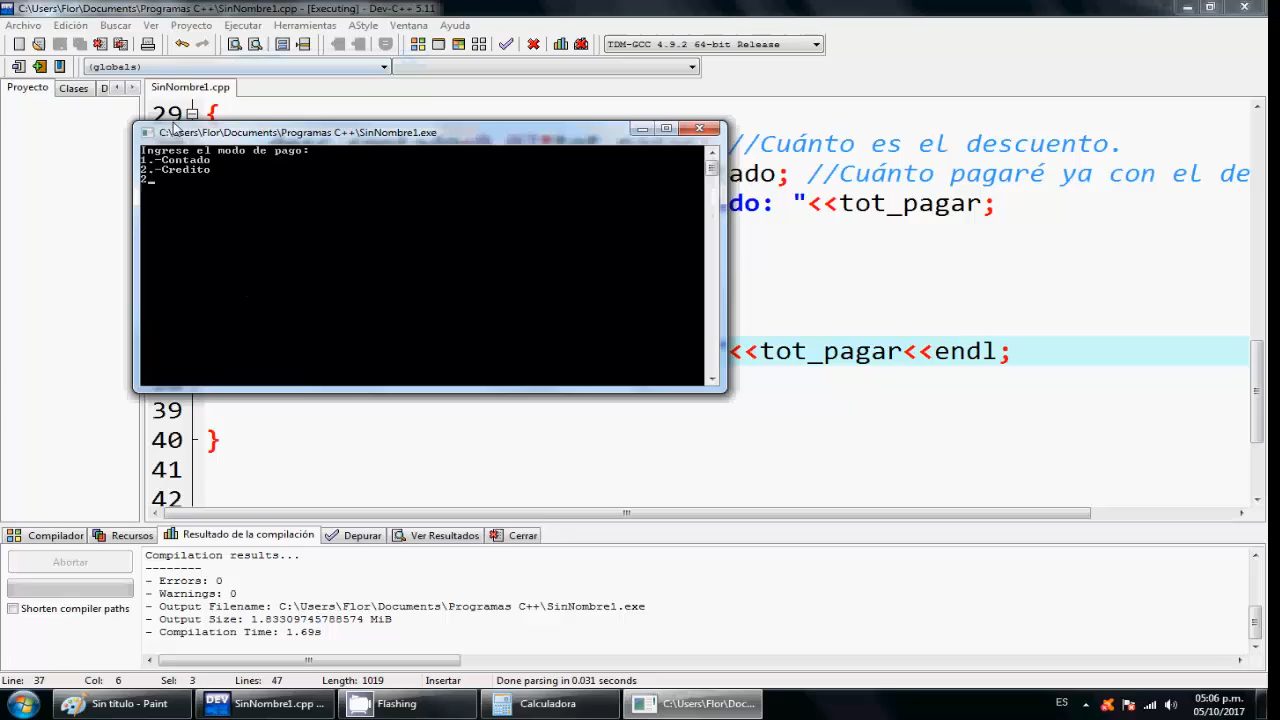 C:\Users\Flor\Documents\Programas C++\SinNombre1.cpp - [Executing] - Dev-C++ 5.11
Archivo Edición Buscar Ver Proyecto Ejecutar Herramientas AStyle Ventana Ayuda
TDM-GCC 4.9.2 64-bit Release
(globals)
Proyecto Clases D
SinNombre1.cpp
29 {
C:\Users\Flor\Documents\Programas C++\SinNombre1.exe
Ingrese el modo de pago:
1.-Contado
2.-Credito
2_
//Cuánto es el descuento.
ado; //Cuánto pagaré ya con el de
do: "<<tot_pagar;
<<tot_pagar<<endl;
39
40 }
41
42
Compilador Recursos Resultado de la compilación Depurar Ver Resultados Cerrar
Abortar
Shorten compiler paths
Compilation results...
--------
- Errors: 0
- Warnings: 0
- Output Filename: C:\Users\Flor\Documents\Programas C++\SinNombre1.exe
- Output Size: 1.83309745788574 MiB
- Compilation Time: 1.69s
Line: 37 Col: 6 Sel: 3 Lines: 47 Length: 1019 Insertar Done parsing in 0.031 seconds
Sin título - Paint
DEV SinNombre1.cpp ...
Flashing
Calculadora
C:\Users\Flor\Doc...
ES
05:06 p.m.
05/10/2017